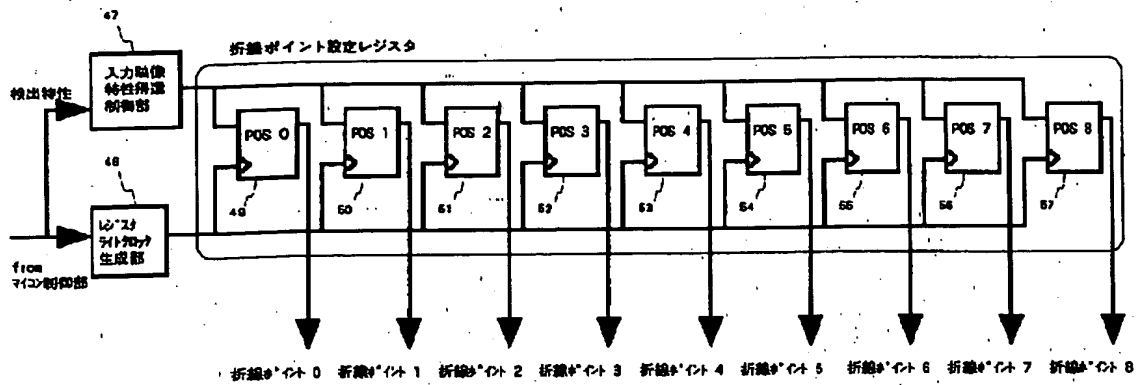 47
折線ポイント設定レジスタ
入力映像
特性得選
制御部
検出特性
POS 0
POS 1
POS 2
POS 3
POS 4
POS 5
POS 6
POS 7
POS 8
48
49
50
51
52
53
54
55
56
57
レジスタ
ライトクロック
生成部
from
マイコン制御部
折線ポイント 0
折線ポイント 1
折線ポイント 2
折線ポイント 3
折線ポイント 4
折線ポイント 5
折線ポイント 6
折線ポイント 7
折線ポイント 8